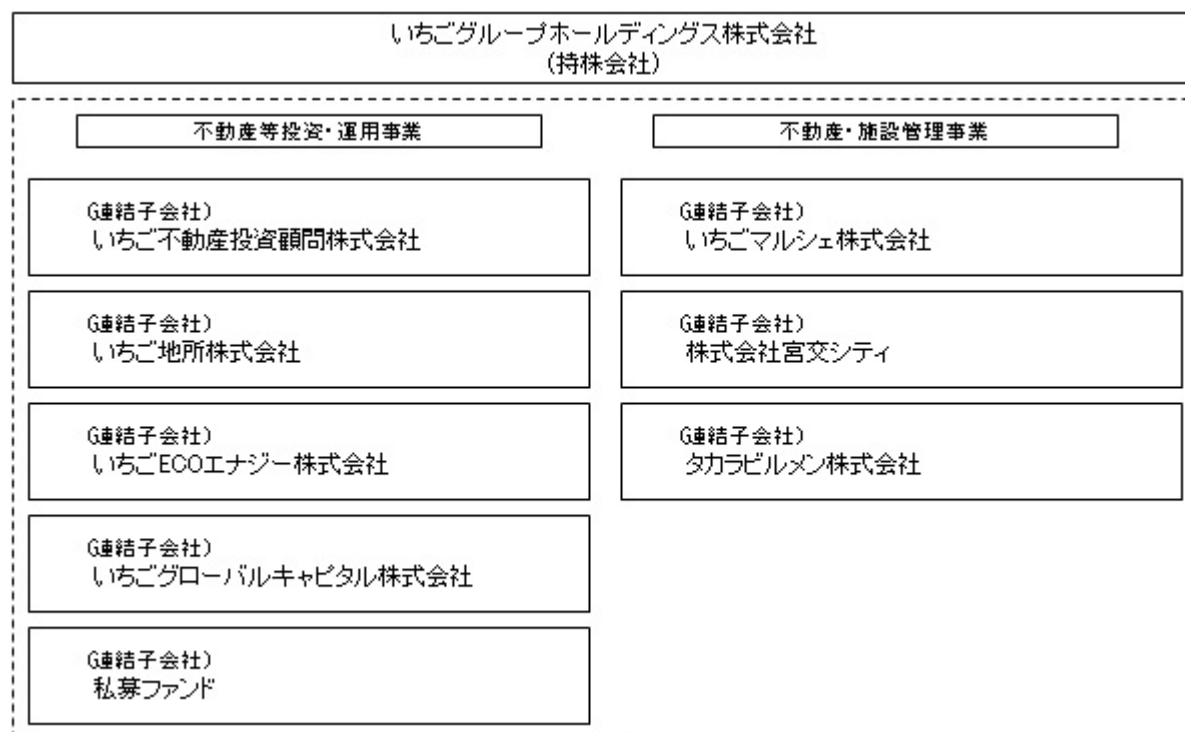 いちごグループホールディングス株式会社
(持株会社)
不動産等投資・運用事業
(連結子会社)
いちご不動産投資顧問株式会社
(連結子会社)
いちご地所株式会社
(連結子会社)
いちごECOエナジー株式会社
(連結子会社)
いちごグローバルキャピタル株式会社
(連結子会社)
私募ファンド
不動産・施設管理事業
(連結子会社)
いちごマルシェ株式会社
(連結子会社)
株式会社宮交シティ
(連結子会社)
タカラビルメン株式会社